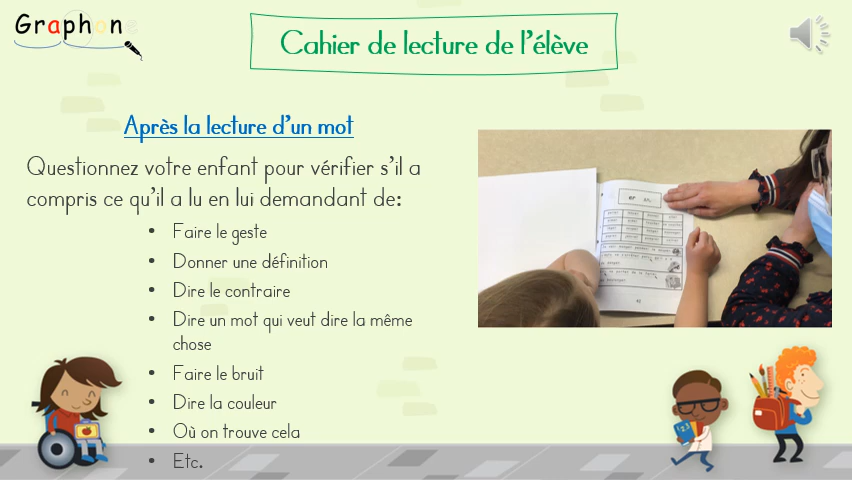 Graphone
Cahier de lecture de l'élève
Après la lecture d'un mot
Questionnez votre enfant pour vérifier s'il a
compris ce qu'il a lu en lui demandant de:
• Faire le geste
• Donner une définition
• Dire le contraire
• Dire un mot qui veut dire la même
chose
• Faire le bruit
• Dire la couleur
• Où on trouve cela
• Etc.